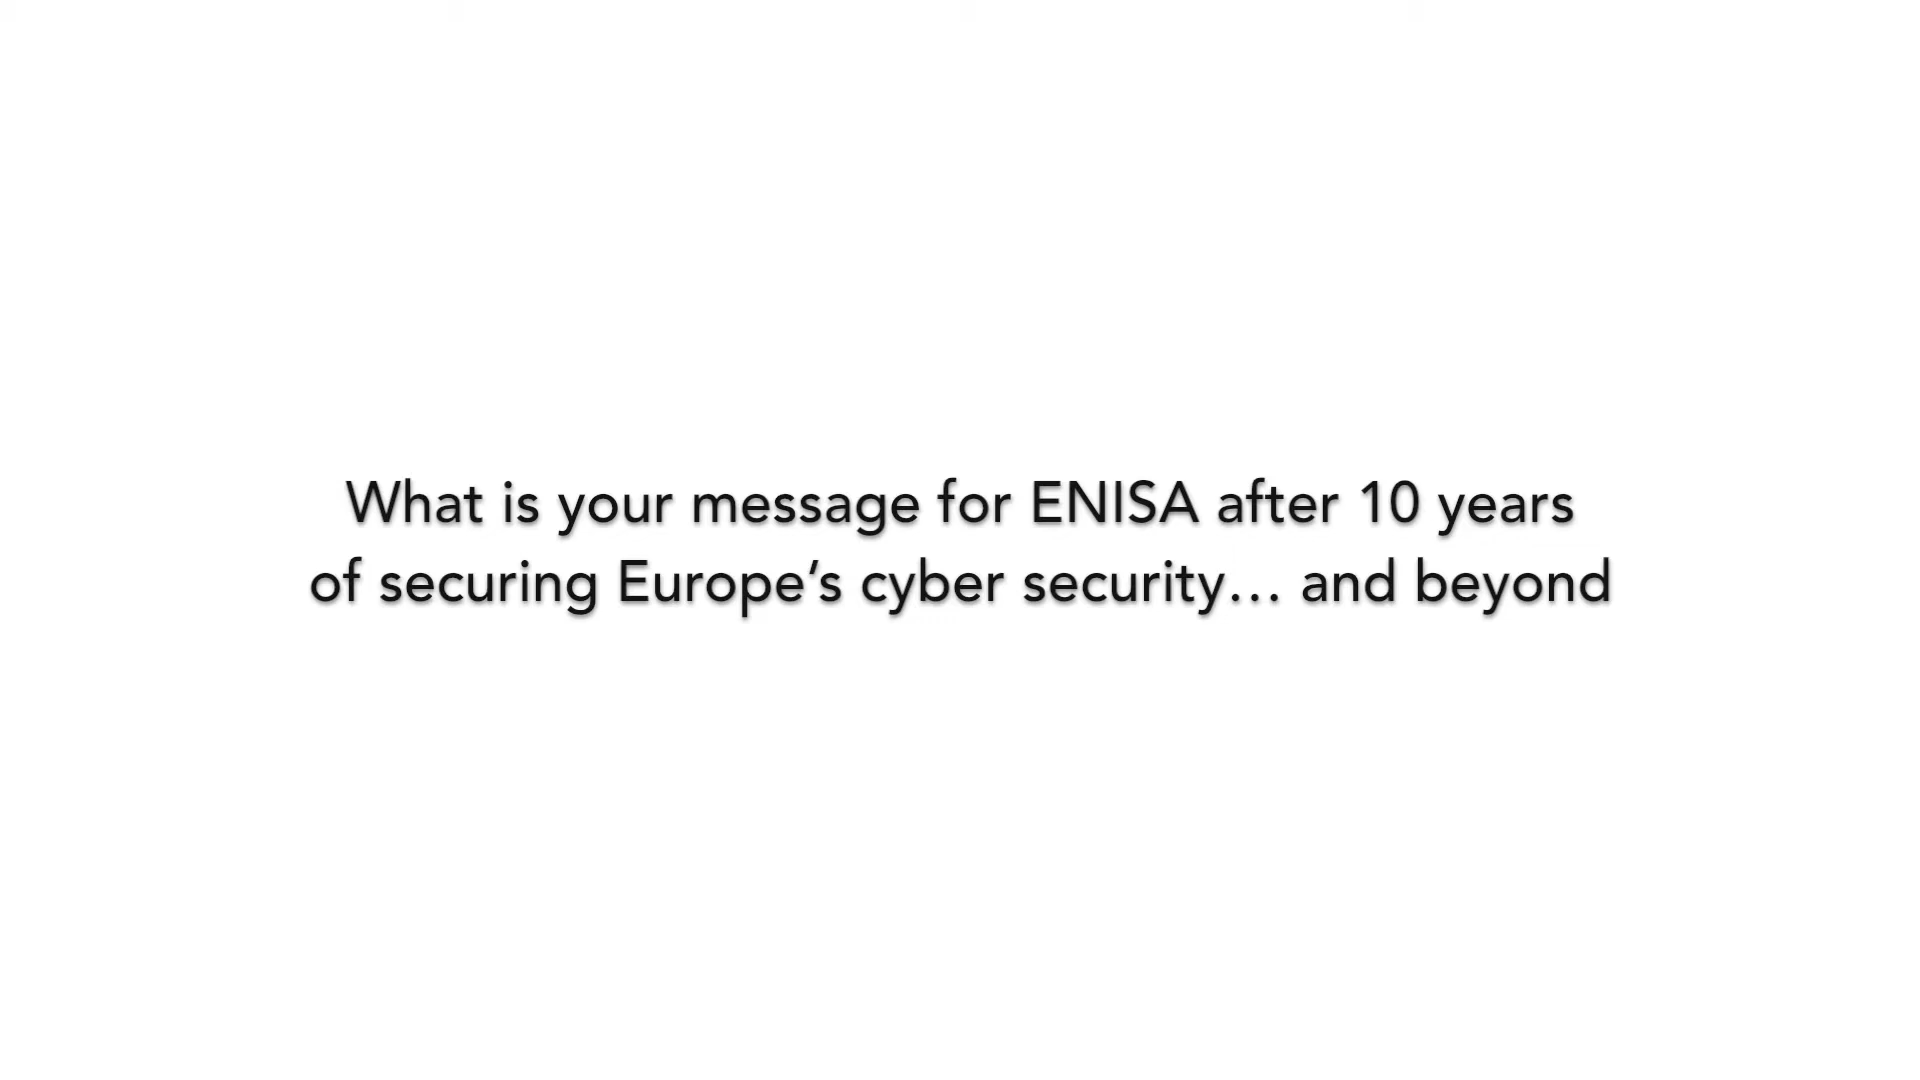 What is your message for ENISA after 10 years
of securing Europe’s cyber security… and beyond